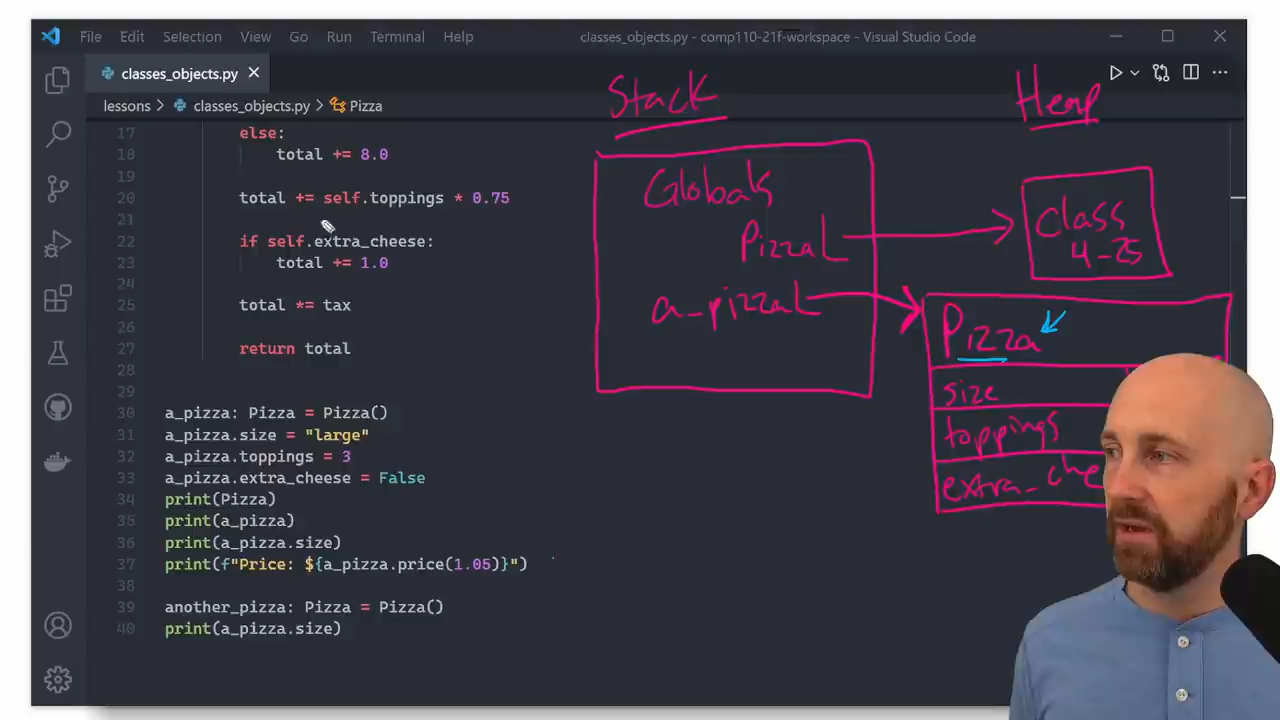 File Edit Selection View Go Run Terminal Help classes_objects.py - comp110-21f-workspace - Visual Studio Code
classes_objects.py
lessons > classes_objects.py > Pizza
17 else:
18 total += 8.0
19
20 total += self.toppings * 0.75
21
22 if self.extra_cheese:
23 total += 1.0
24
25 total *= tax
26
27 return total
28
29
30 a_pizza: Pizza = Pizza()
31 a_pizza.size = "large"
32 a_pizza.toppings = 3
33 a_pizza.extra_cheese = False
34 print(Pizza)
35 print(a_pizza)
36 print(a_pizza.size)
37 print(f"Price: ${a_pizza.price(1.05)}")
38
39 another_pizza: Pizza = Pizza()
40 print(a_pizza.size)
Stack
Globals
Pizza
a_pizza
Heap
Class
4-25
Pizza
size
toppings
extra_che